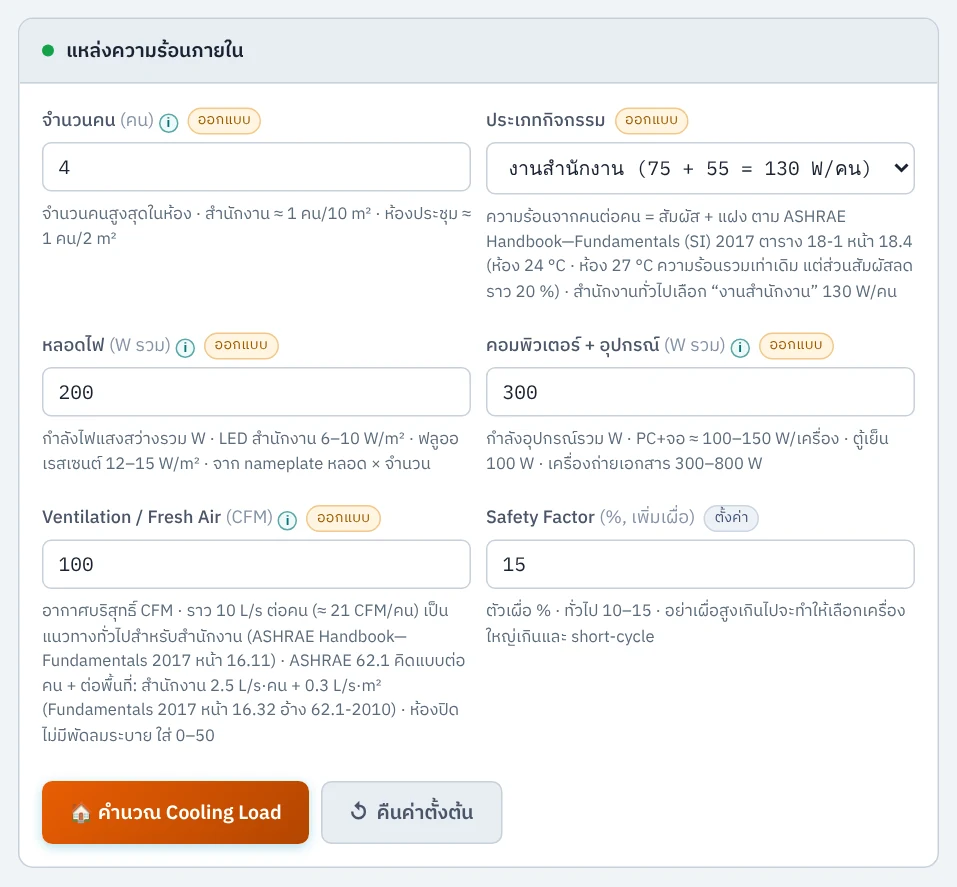 แหล่งความร้อนภายใน
จำนวนคน (คน) i ออกแบบ
4
จำนวนคนสูงสุดในห้อง · สำนักงาน ≈ 1 คน/10 m² · ห้องประชุม ≈
1 คน/2 m²
ประเภทกิจกรรม ออกแบบ
งานสำนักงาน (75 + 55 = 130 W/คน)
ความร้อนจากคนต่อคน = สัมผัส + แฝง ตาม ASHRAE
Handbook—Fundamentals (SI) 2017 ตาราง 18-1 หน้า 18.4
(ห้อง 24 °C · ห้อง 27 °C ความร้อนรวมเท่าเดิม แต่ส่วนสัมผัสลด
ราว 20 %) · สำนักงานทั่วไปเลือก “งานสำนักงาน” 130 W/คน
หลอดไฟ (W รวม) i ออกแบบ
200
กำลังไฟแสงสว่างรวม W · LED สำนักงาน 6–10 W/m² · ฟลูออ
เรสเซนต์ 12–15 W/m² · จาก nameplate หลอด × จำนวน
คอมพิวเตอร์ + อุปกรณ์ (W รวม) i ออกแบบ
300
กำลังอุปกรณ์รวม W · PC+จอ ≈ 100–150 W/เครื่อง · ตู้เย็น
100 W · เครื่องถ่ายเอกสาร 300–800 W
Ventilation / Fresh Air (CFM) i ออกแบบ
100
อากาศบริสุทธิ์ CFM · ราว 10 L/s ต่อคน (≈ 21 CFM/คน) เป็น
แนวทางทั่วไปสำหรับสำนักงาน (ASHRAE Handbook—
Fundamentals 2017 หน้า 16.11) · ASHRAE 62.1 คิดแบบต่อ
คน + ต่อพื้นที่: สำนักงาน 2.5 L/s·คน + 0.3 L/s·m²
(Fundamentals 2017 หน้า 16.32 อ้าง 62.1-2010) · ห้องปิด
ไม่มีพัดลมระบาย ใส่ 0–50
Safety Factor (%, เพิ่มเผื่อ) ตั้งค่า
15
ตัวเผื่อ % · ทั่วไป 10–15 · อย่าเผื่อสูงเกินไปจะทำให้เลือกเครื่อง
ใหญ่เกินและ short-cycle
🏠 คำนวณ Cooling Load
↺ คืนค่าตั้งต้น